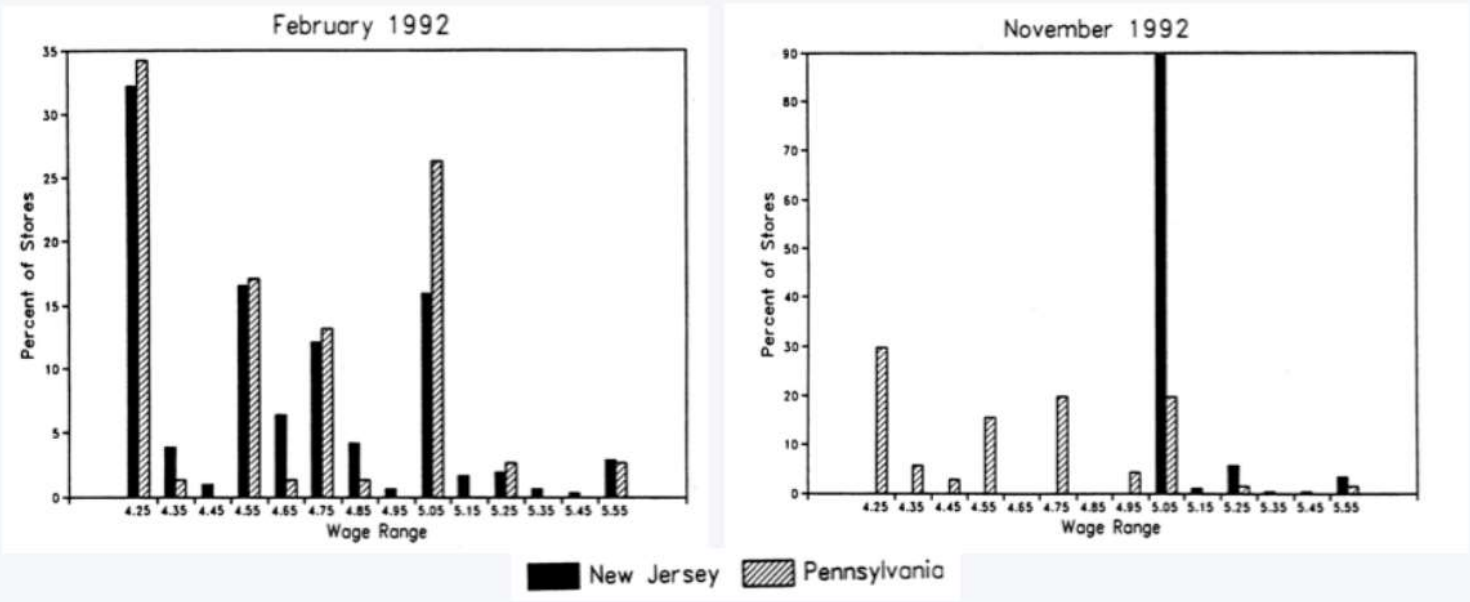 February 1992
35
30
25
20
15
10
5
0
Percent of Stores
4.25 4.35 4.45 4.55 4.65 4.75 4.85 4.95 5.05 5.15 5.25 5.35 5.45 5.55
Wage Range
November 1992
90
80
70
60
50
40
30
20
10
0
Percent of Stores
4.25 4.35 4.45 4.55 4.65 4.75 4.85 4.95 5.05 5.15 5.25 5.35 5.45 5.55
Wage Range
New Jersey Pennsylvania